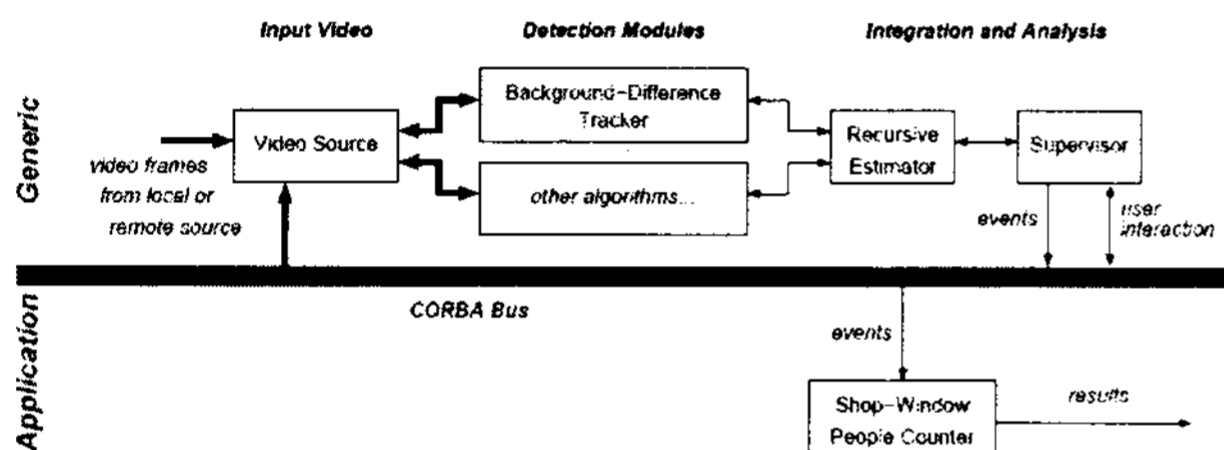 Input Video
Detection Modules
Integration and Analysis
Generic
Background-Difference
Tracker
Video Source
Recursive
Estimator
Supervisor
video frames
from local or
remote source
other algorithms...
events
user
interaction
CORBA Bus
Application
events
Shop-Window
People Counter
results